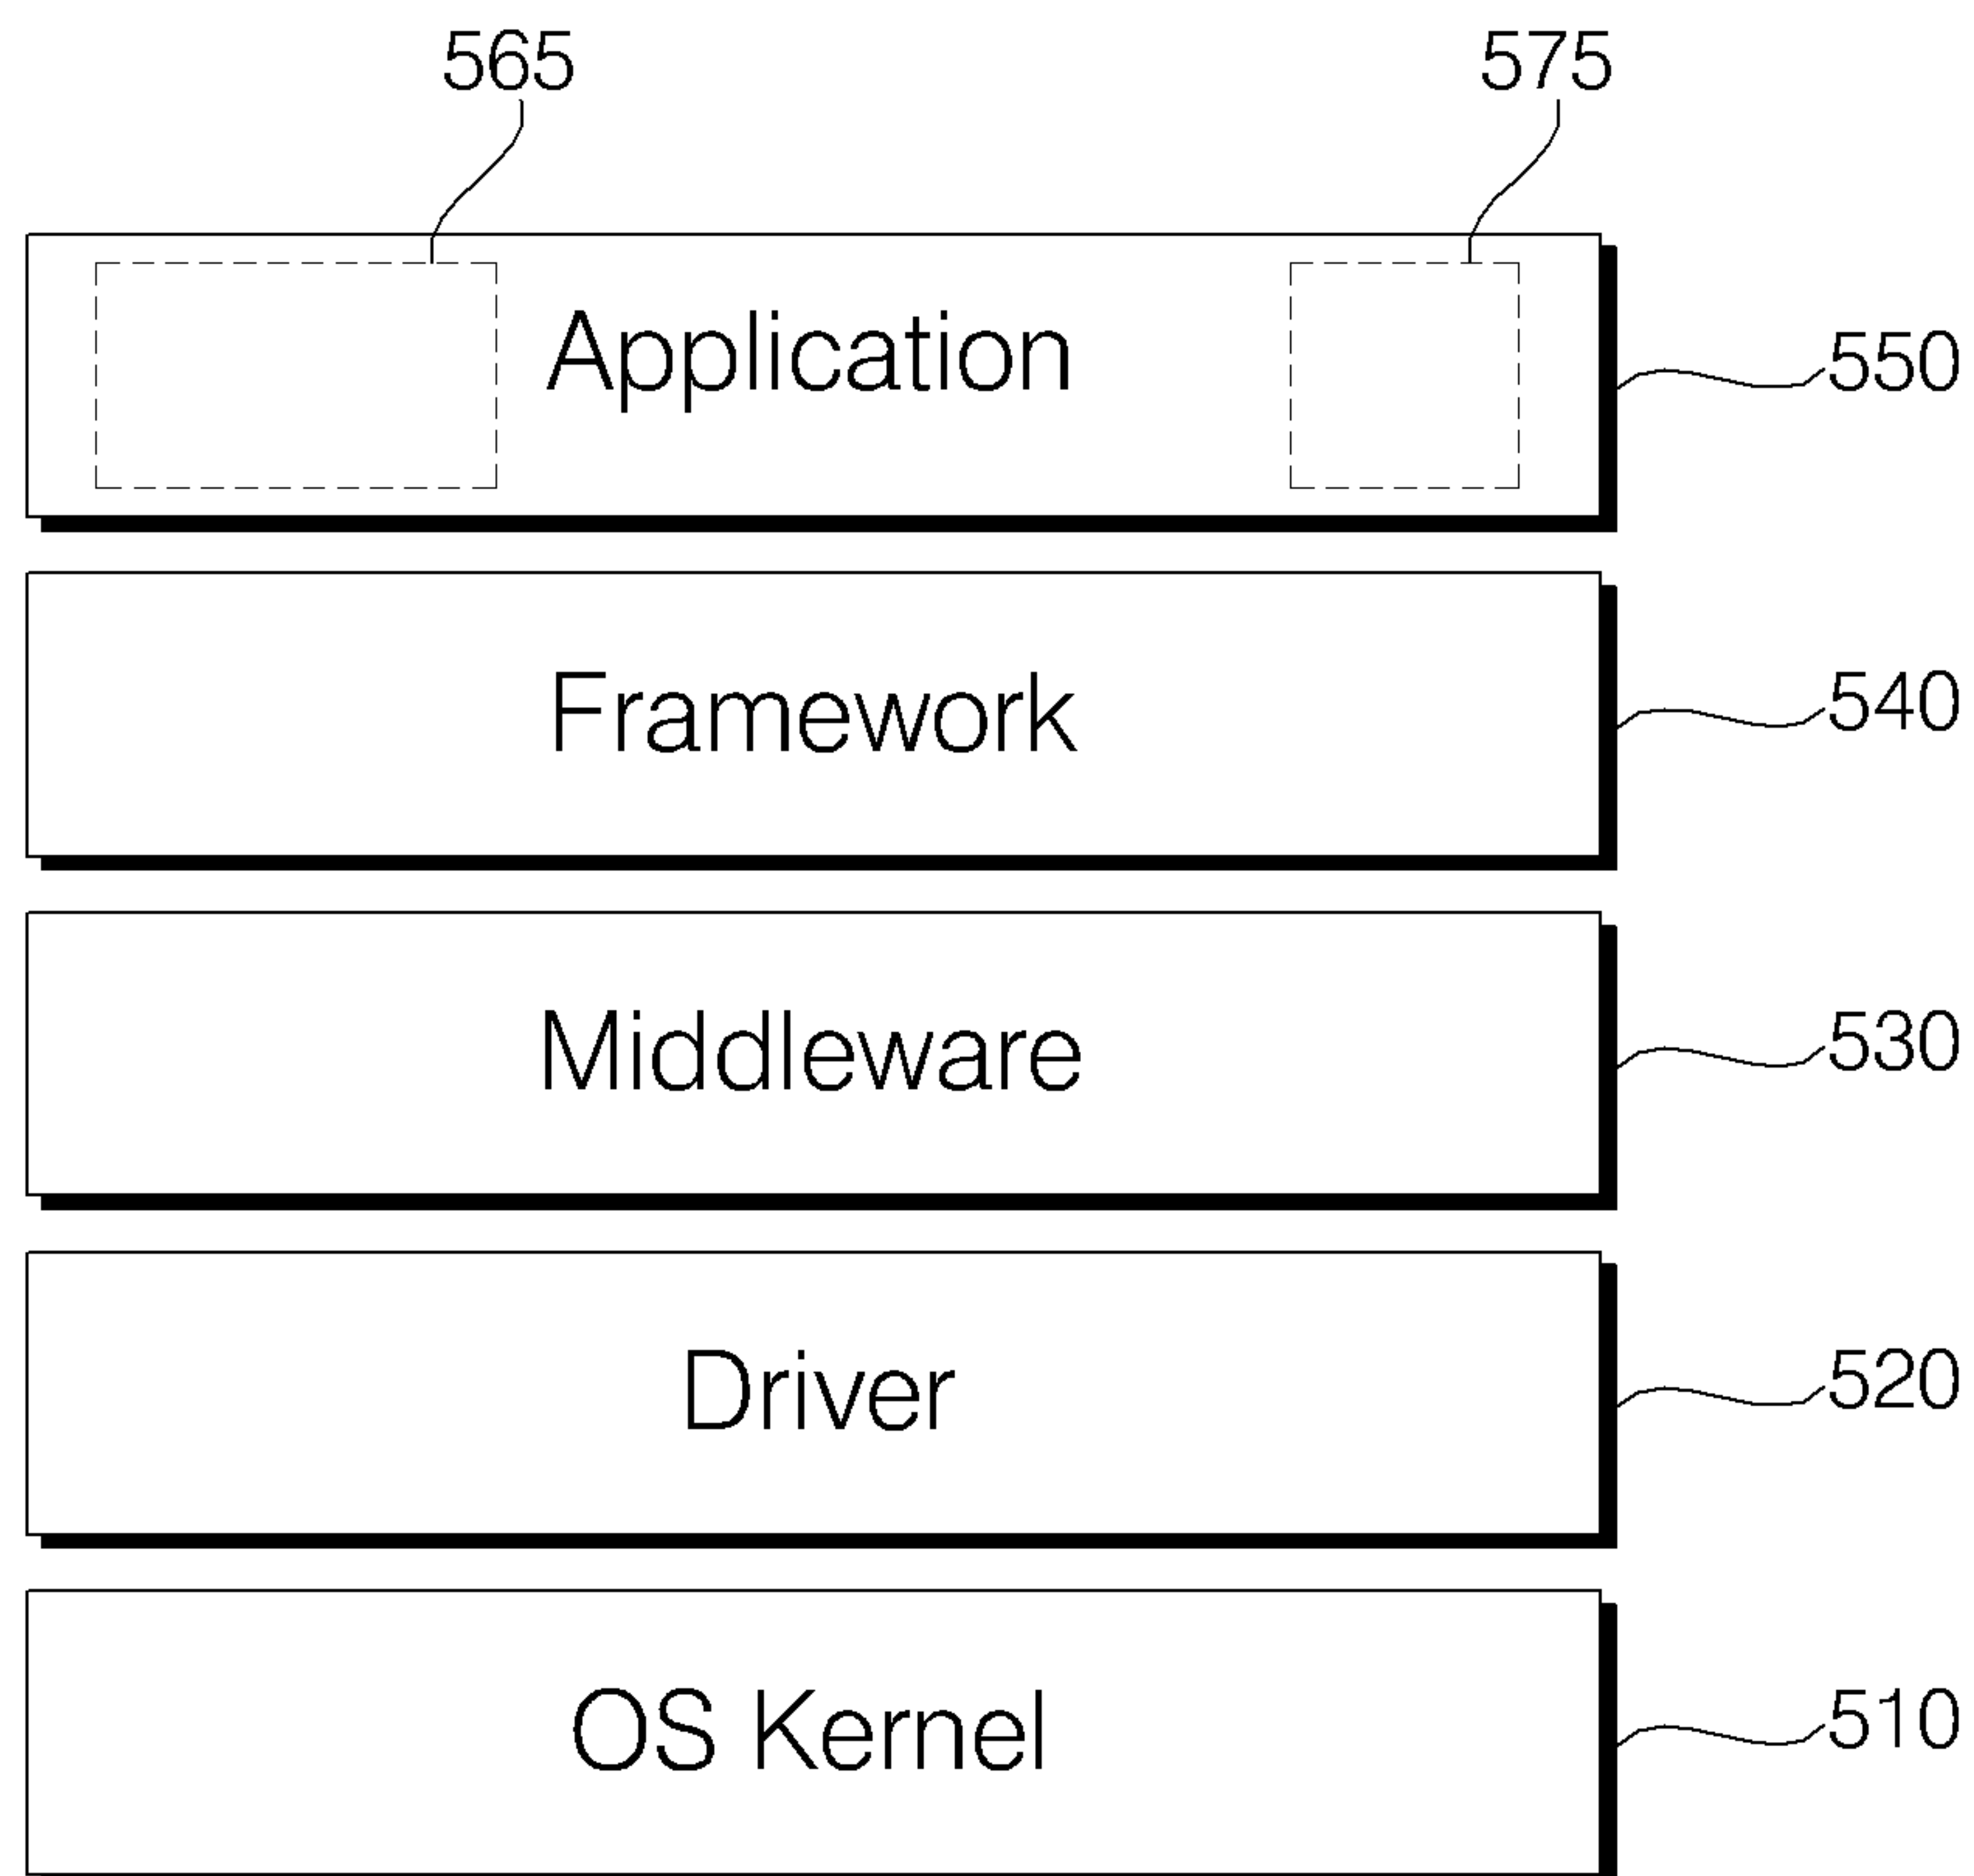 565 575
Application 550
Framework 540
Middleware 530
Driver 520
OS Kernel 510